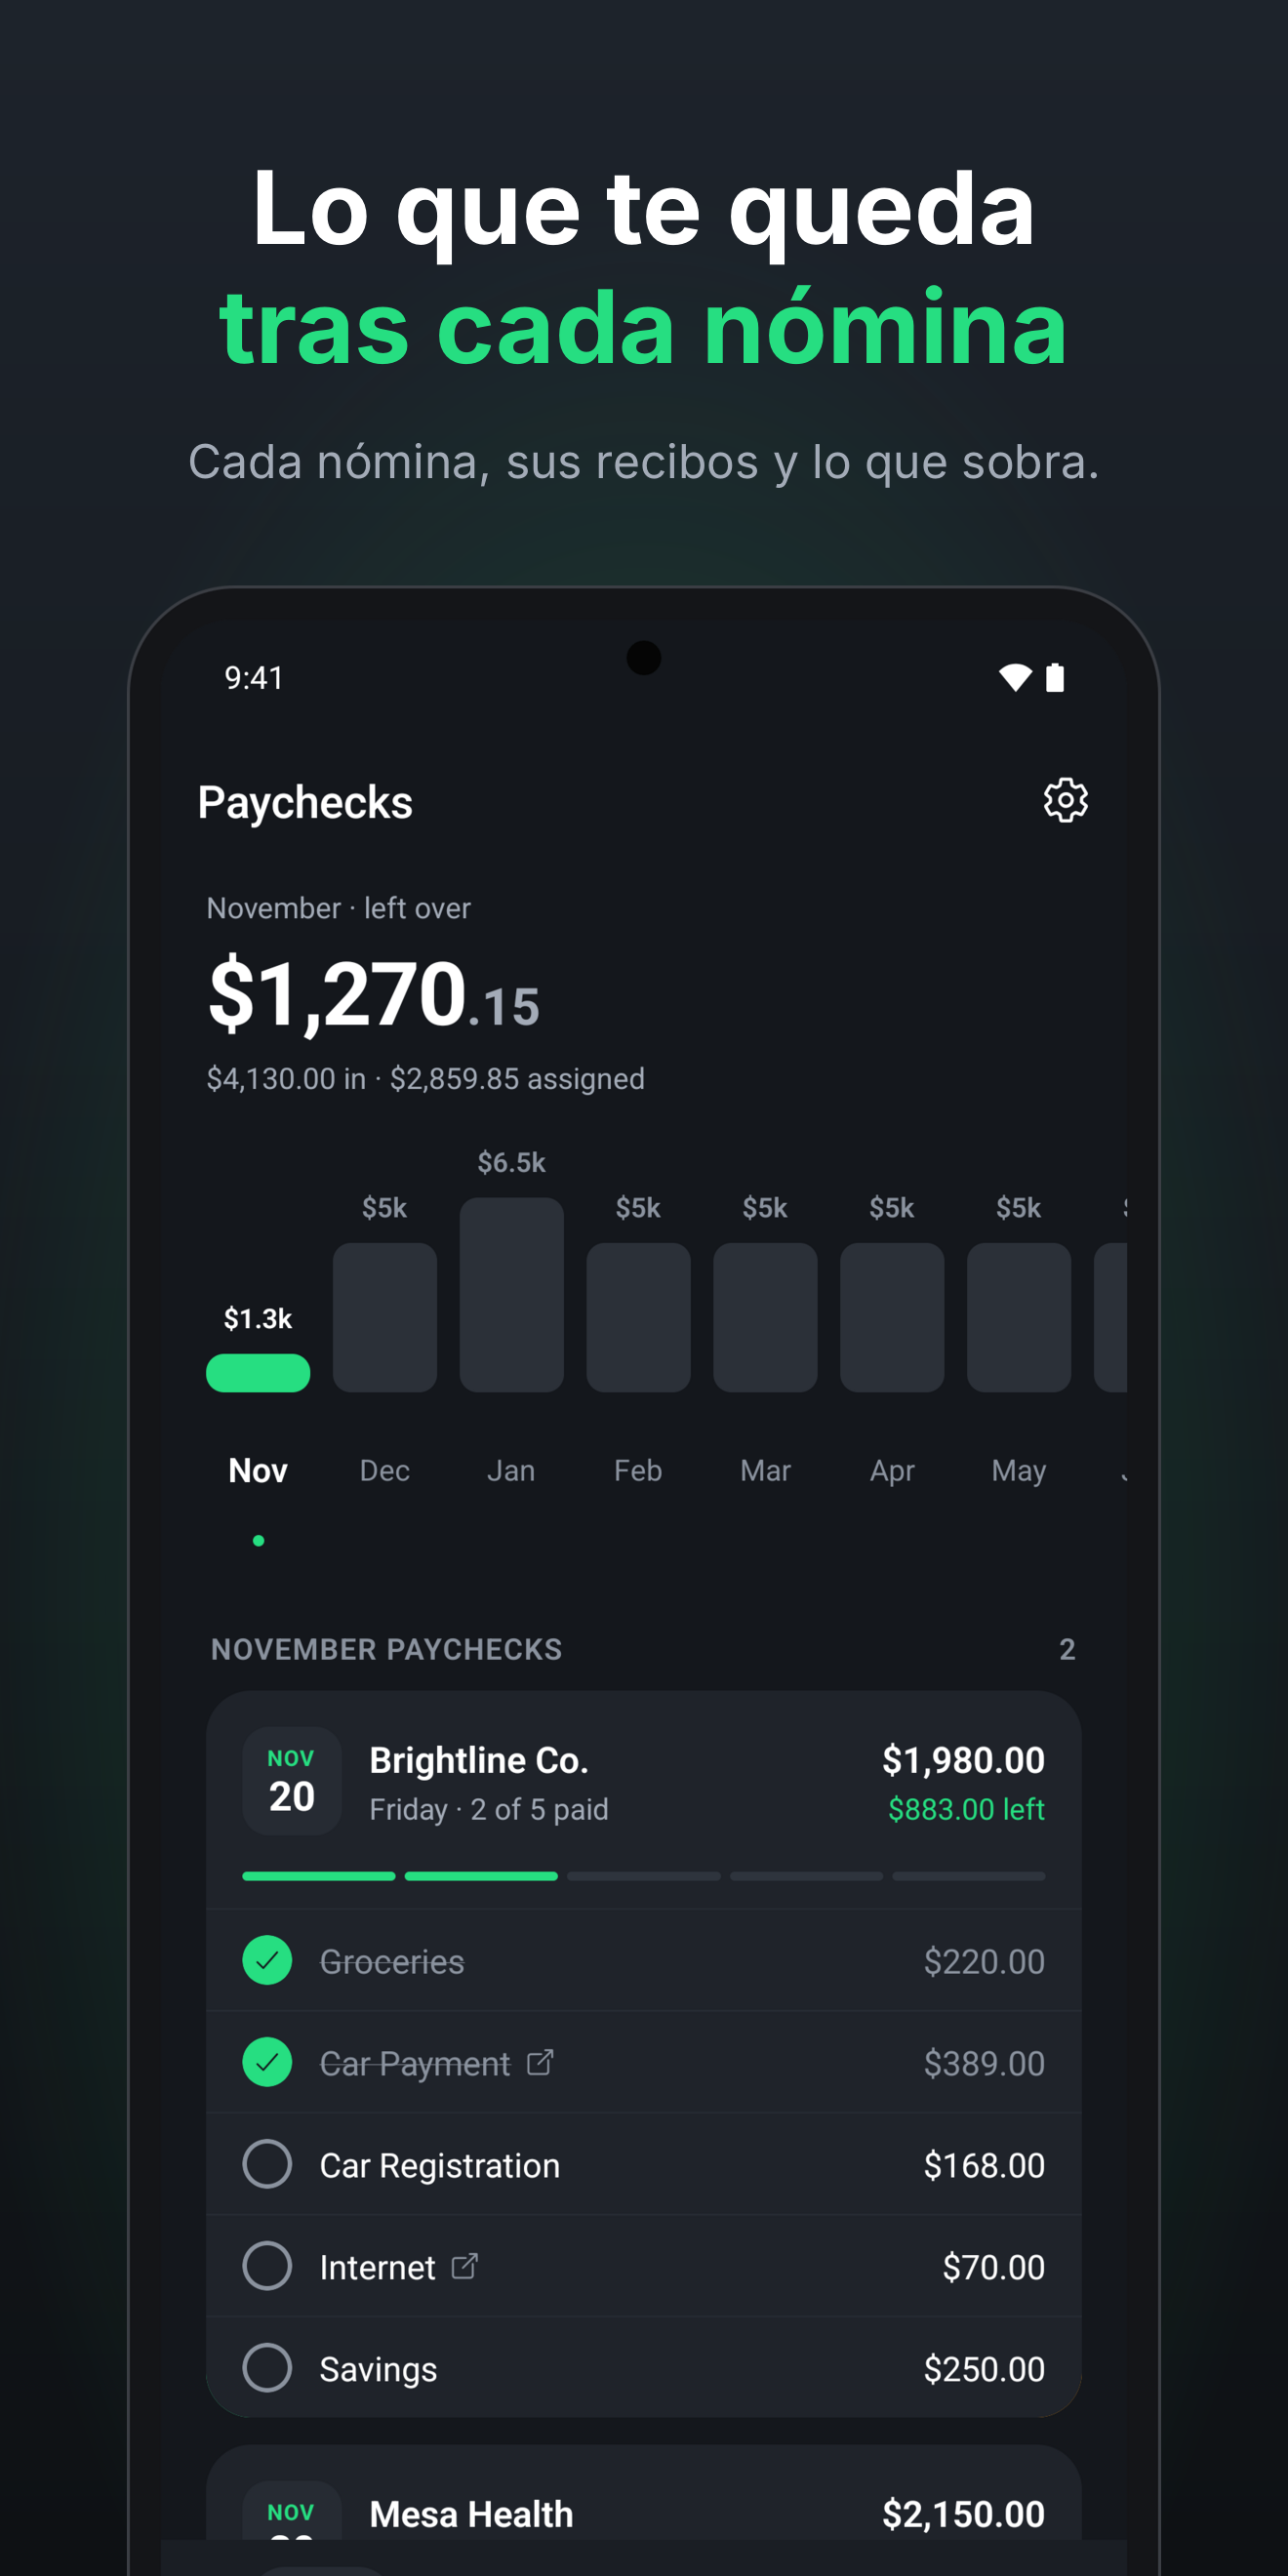 Lo que te queda
tras cada nómina
Cada nómina, sus recibos y lo que sobra.
9:41
Paychecks
November · left over
$1,270.15
$4,130.00 in · $2,859.85 assigned
$1.3k $5k $6.5k $5k $5k $5k $5k
Nov Dec Jan Feb Mar Apr May
NOVEMBER PAYCHECKS 2
NOV Brightline Co. $1,980.00
20 Friday · 2 of 5 paid $883.00 left
Groceries $220.00
Car Payment $389.00
Car Registration $168.00
Internet $70.00
Savings $250.00
NOV Mesa Health $2,150.00